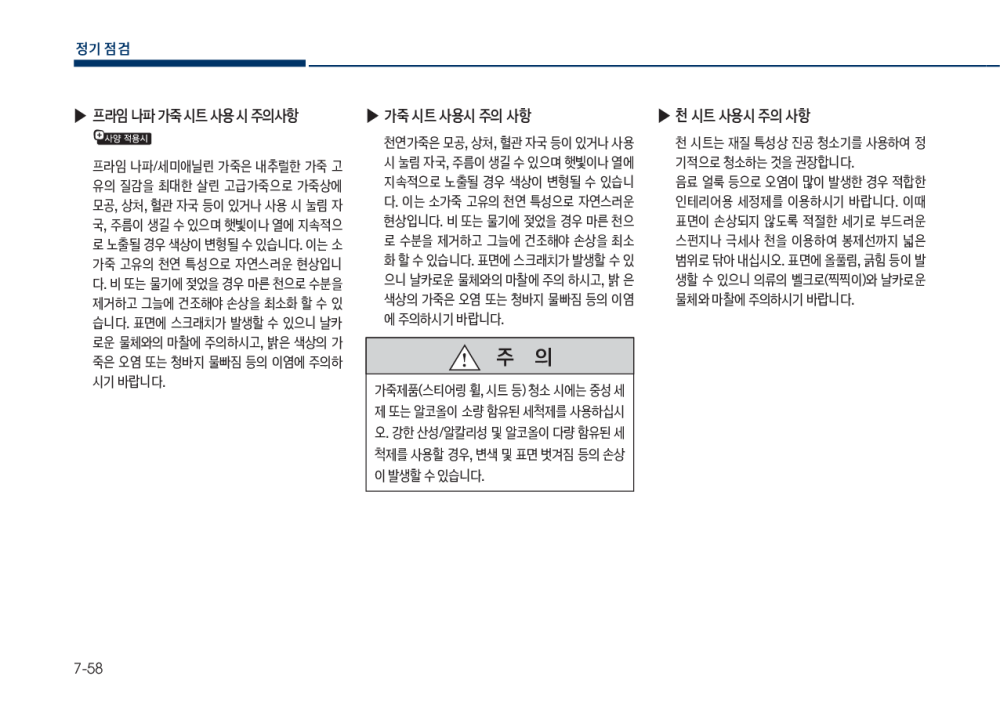 정기 점검
▶ 프라임 나파 가죽 시트 사용 시 주의사항
사양 적용시
프라임 나파/세미애닐린 가죽은 내추럴한 가죽 고
유의 질감을 최대한 살린 고급가죽으로 가죽상에
모공, 상처, 혈관 자국 등이 있거나 사용 시 눌림 자
국, 주름이 생길 수 있으며 햇빛이나 열에 지속적으
로 노출될 경우 색상이 변형될 수 있습니다. 이는 소
가죽 고유의 천연 특성으로 자연스러운 현상입니
다. 비 또는 물기에 젖었을 경우 마른 천으로 수분을
제거하고 그늘에 건조해야 손상을 최소화 할 수 있
습니다. 표면에 스크래치가 발생할 수 있으니 날카
로운 물체와의 마찰에 주의하시고, 밝은 색상의 가
죽은 오염 또는 청바지 물빠짐 등의 이염에 주의하
시기 바랍니다.
▶ 가죽 시트 사용시 주의 사항
천연가죽은 모공, 상처, 혈관 자국 등이 있거나 사용
시 눌림 자국, 주름이 생길 수 있으며 햇빛이나 열에
지속적으로 노출될 경우 색상이 변형될 수 있습니
다. 이는 소가죽 고유의 천연 특성으로 자연스러운
현상입니다. 비 또는 물기에 젖었을 경우 마른 천으
로 수분을 제거하고 그늘에 건조해야 손상을 최소
화 할 수 있습니다. 표면에 스크래치가 발생할 수 있
으니 날카로운 물체와의 마찰에 주의 하시고, 밝 은
색상의 가죽은 오염 또는 청바지 물빠짐 등의 이염
에 주의하시기 바랍니다.
주 의
가죽제품(스티어링 휠, 시트 등) 청소 시에는 중성 세
제 또는 알코올이 소량 함유된 세척제를 사용하십시
오. 강한 산성/알칼리성 및 알코올이 다량 함유된 세
척제를 사용할 경우, 변색 및 표면 벗겨짐 등의 손상
이 발생할 수 있습니다.
▶ 천 시트 사용시 주의 사항
천 시트는 재질 특성상 진공 청소기를 사용하여 정
기적으로 청소하는 것을 권장합니다.
음료 얼룩 등으로 오염이 많이 발생한 경우 적합한
인테리어용 세정제를 이용하시기 바랍니다. 이때
표면이 손상되지 않도록 적절한 세기로 부드러운
스펀지나 극세사 천을 이용하여 봉제선까지 넓은
범위로 닦아 내십시오. 표면에 올풀림, 긁힘 등이 발
생할 수 있으니 의류의 벨크로(찍찍이)와 날카로운
물체와 마찰에 주의하시기 바랍니다.
7-58